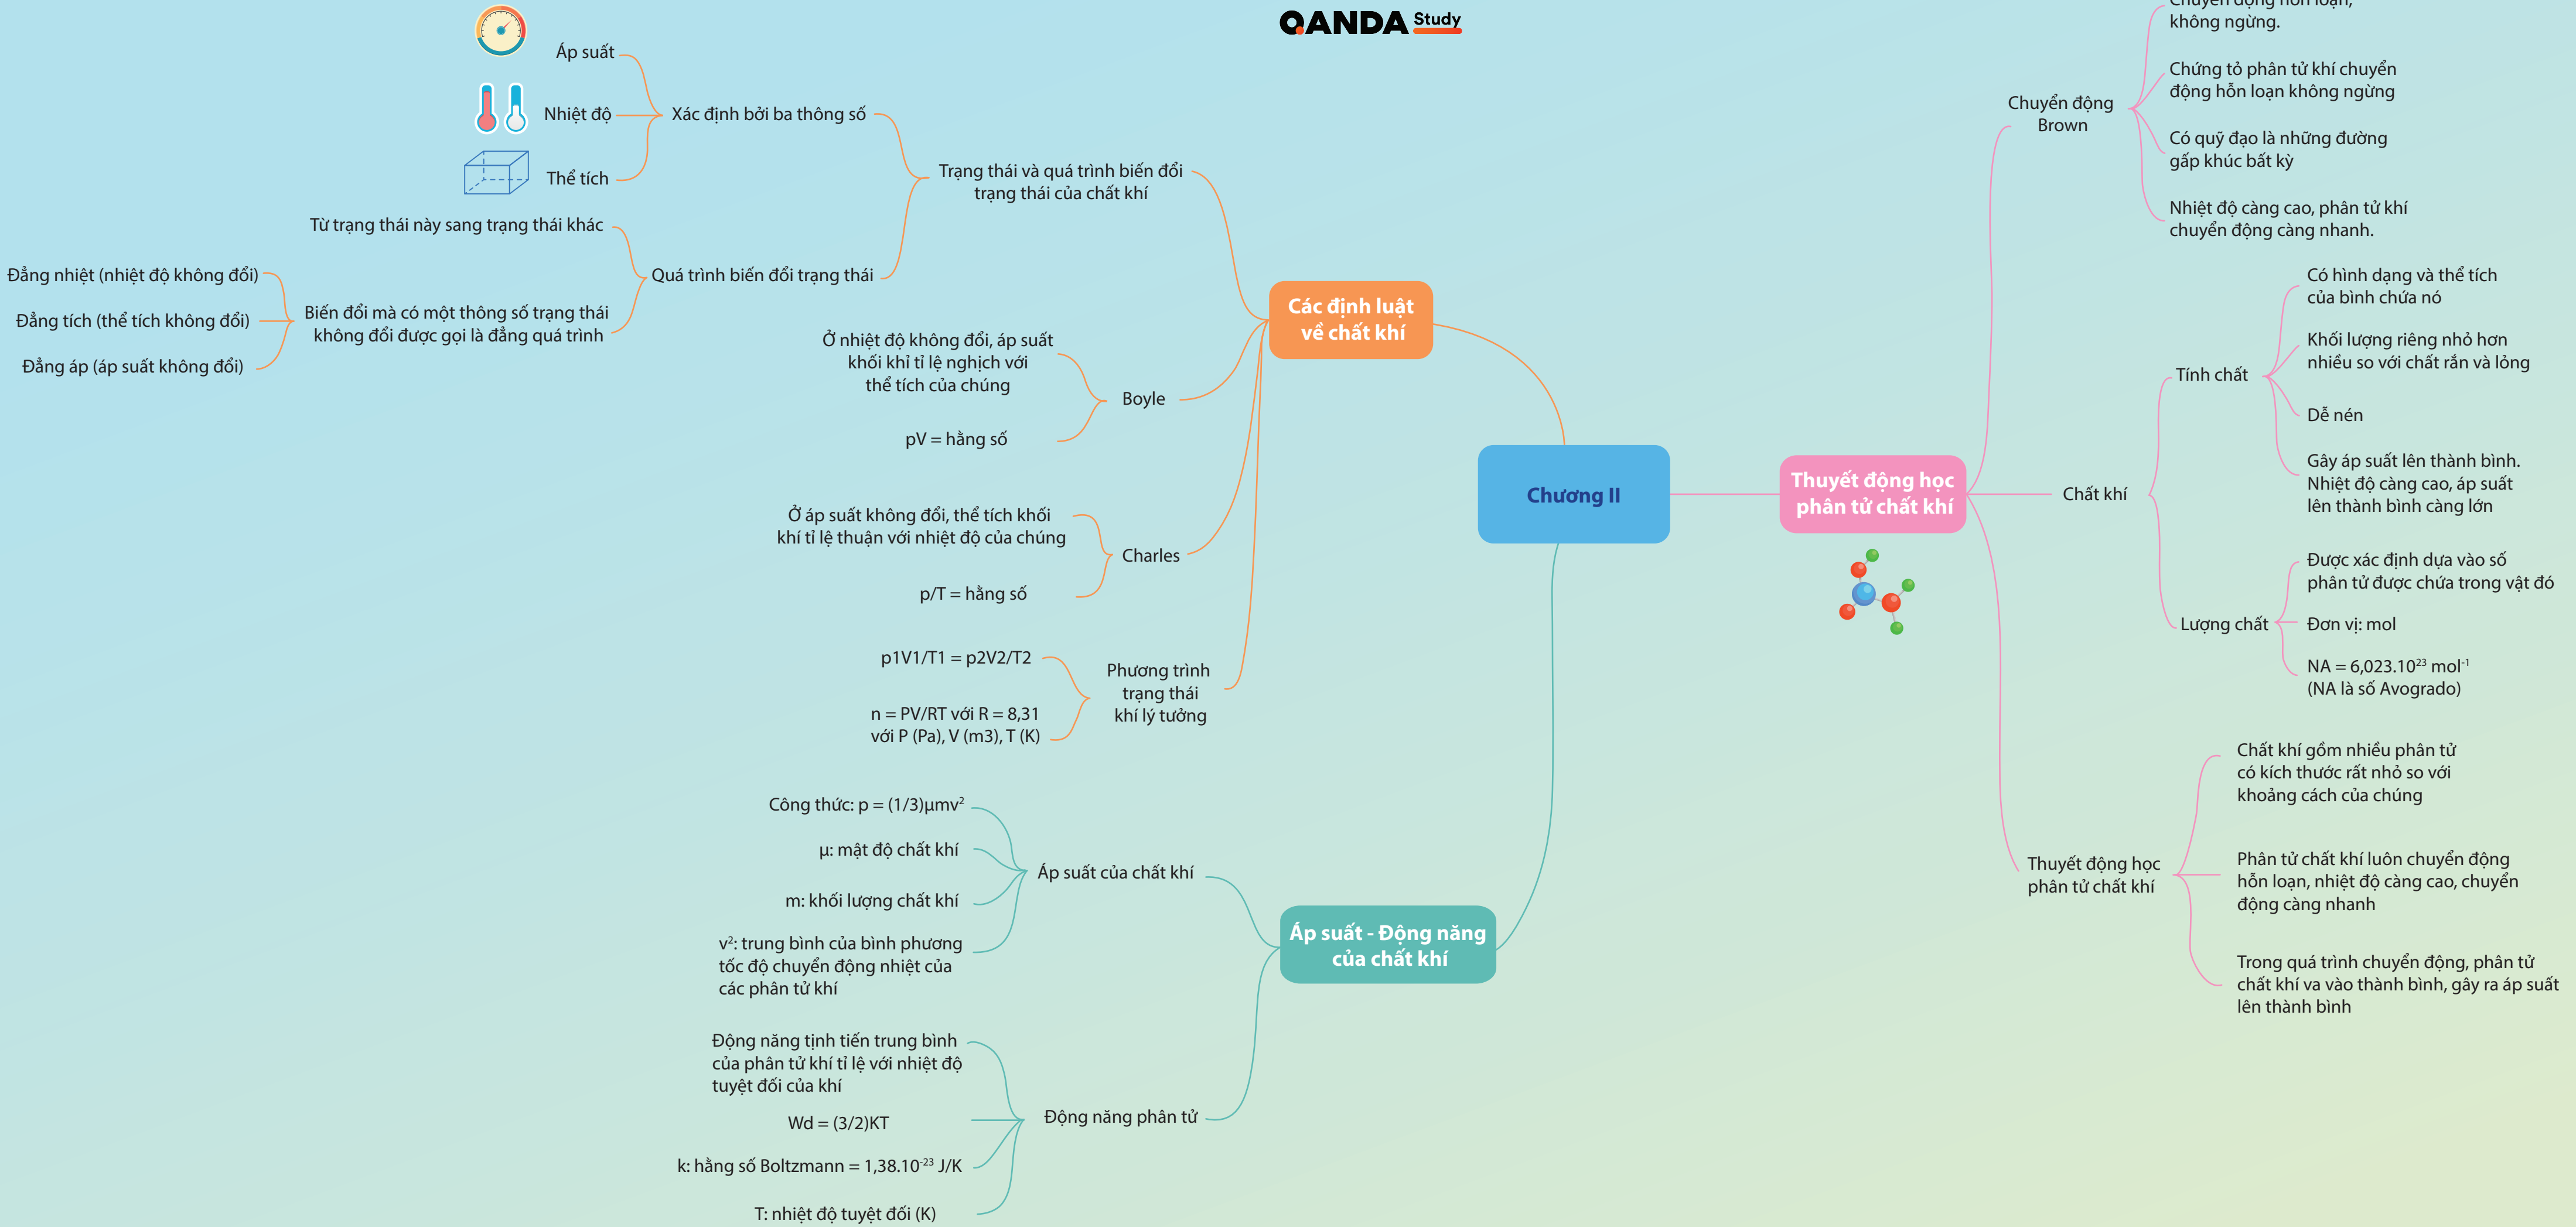 QANDA Study
Áp suất
Nhiệt độ
Thể tích
Xác định bởi ba thông số
Trạng thái và quá trình biến đổi
trạng thái của chất khí
Từ trạng thái này sang trạng thái khác
Quá trình biến đổi trạng thái
Đẳng nhiệt (nhiệt độ không đổi)
Đẳng tích (thể tích không đổi)
Đẳng áp (áp suất không đổi)
Biến đổi mà có một thông số trạng thái
không đổi được gọi là đẳng quá trình
Các định luật
về chất khí
Ở nhiệt độ không đổi, áp suất
khối khỉ tỉ lệ nghịch với
thể tích của chúng
Boyle
pV = hằng số
Ở áp suất không đổi, thể tích khối
khí tỉ lệ thuận với nhiệt độ của chúng
Charles
p/T = hằng số
p1V1/T1 = p2V2/T2
Phương trình
trạng thái
khí lý tưởng
n = PV/RT với R = 8,31
với P (Pa), V (m3), T (K)
Chương II
Công thức: p = (1/3)µmv²
µ: mật độ chất khí
m: khối lượng chất khí
v²: trung bình của bình phương
tốc độ chuyển động nhiệt của
các phân tử khí
Áp suất của chất khí
Áp suất - Động năng
của chất khí
Động năng tịnh tiến trung bình
của phân tử khí tỉ lệ với nhiệt độ
tuyệt đối của khí
Wd = (3/2)KT
k: hằng số Boltzmann = 1,38.10⁻²³ J/K
T: nhiệt độ tuyệt đối (K)
Động năng phân tử
Thuyết động học
phân tử chất khí
Chuyển động
Brown
Chuyển động hỗn loạn,
không ngừng.
Chứng tỏ phân tử khí chuyển
động hỗn loạn không ngừng
Có quỹ đạo là những đường
gấp khúc bất kỳ
Nhiệt độ càng cao, phân tử khí
chuyển động càng nhanh.
Chất khí
Tính chất
Có hình dạng và thể tích
của bình chứa nó
Khối lượng riêng nhỏ hơn
nhiều so với chất rắn và lỏng
Dễ nén
Gây áp suất lên thành bình.
Nhiệt độ càng cao, áp suất
lên thành bình càng lớn
Lượng chất
Được xác định dựa vào số
phân tử được chứa trong vật đó
Đơn vị: mol
NA = 6,023.10²³ mol⁻¹
(NA là số Avogrado)
Thuyết động học
phân tử chất khí
Chất khí gồm nhiều phân tử
có kích thước rất nhỏ so với
khoảng cách của chúng
Phân tử chất khí luôn chuyển động
hỗn loạn, nhiệt độ càng cao, chuyển
động càng nhanh
Trong quá trình chuyển động, phân tử
chất khí va vào thành bình, gây ra áp suất
lên thành bình